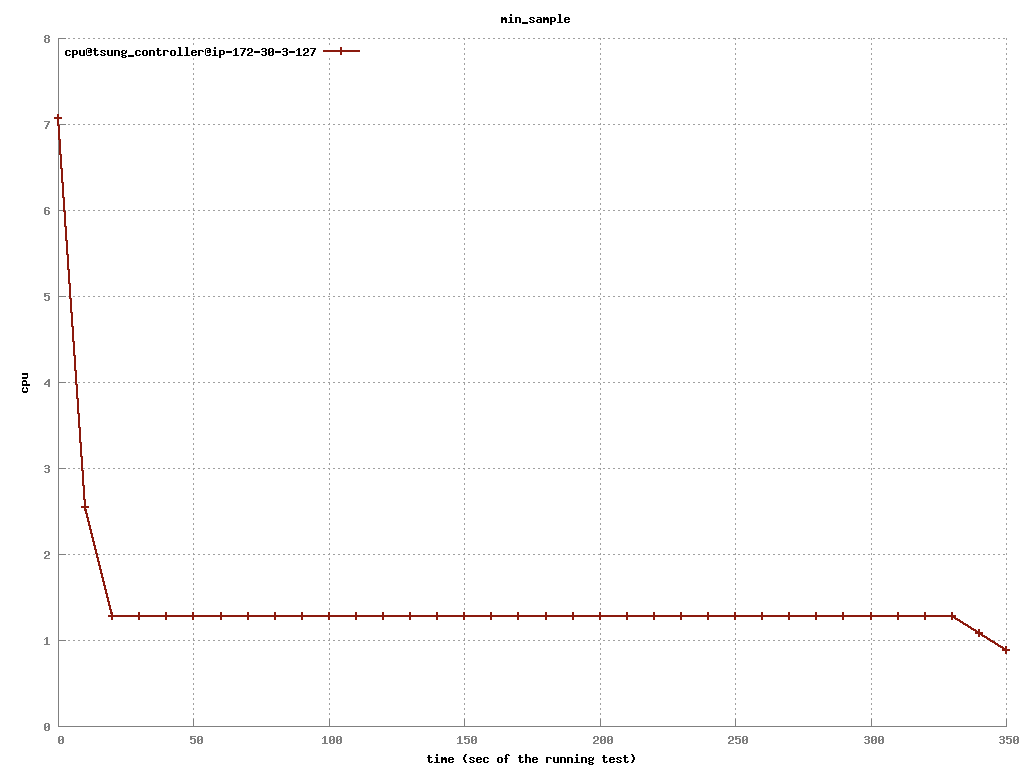 min_sample
cpu@tsung_controller@ip-172-30-3-127
8
7
6
5
4
3
2
1
0
cpu
0 50 100 150 200 250 300 350
time (sec of the running test)